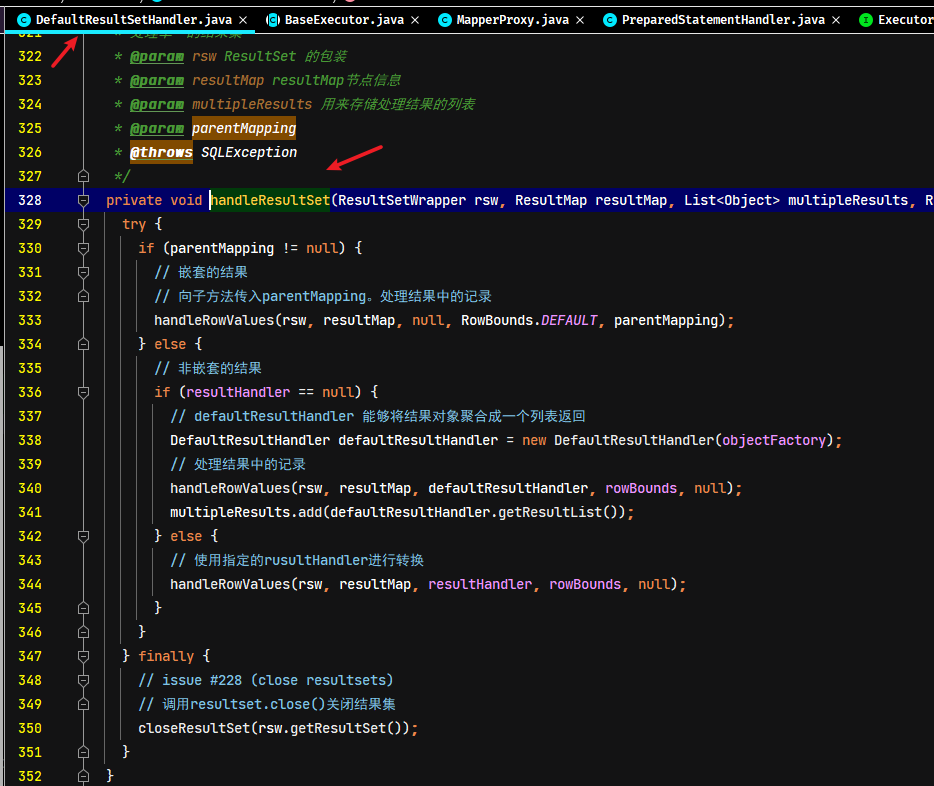 DefaultResultSetHandler.java × BaseExecutor.java × MapperProxy.java × PreparedStatementHandler.java × Executor
321
322 * @param rsw ResultSet 的包装
323 * @param resultMap resultMap节点信息
324 * @param multipleResults 用来存储处理结果的列表
325 * @param parentMapping
326 * @throws SQLException
327 */
328 private void handleResultSet(ResultSetWrapper rsw, ResultMap resultMap, List<Object> multipleResults, R
329 try {
330 if (parentMapping != null) {
331 // 嵌套的结果
332 // 向子方法传入parentMapping。处理结果中的记录
333 handleRowValues(rsw, resultMap, null, RowBounds.DEFAULT, parentMapping);
334 } else {
335 // 非嵌套的结果
336 if (resultHandler == null) {
337 // defaultResultHandler 能够将结果对象聚合成一个列表返回
338 DefaultResultHandler defaultResultHandler = new DefaultResultHandler(objectFactory);
339 // 处理结果中的记录
340 handleRowValues(rsw, resultMap, defaultResultHandler, rowBounds, null);
341 multipleResults.add(defaultResultHandler.getResultList());
342 } else {
343 // 使用指定的rusultHandler进行转换
344 handleRowValues(rsw, resultMap, resultHandler, rowBounds, null);
345 }
346 }
347 } finally {
348 // issue #228 (close resultsets)
349 // 调用resultset.close()关闭结果集
350 closeResultSet(rsw.getResultSet());
351 }
352 }